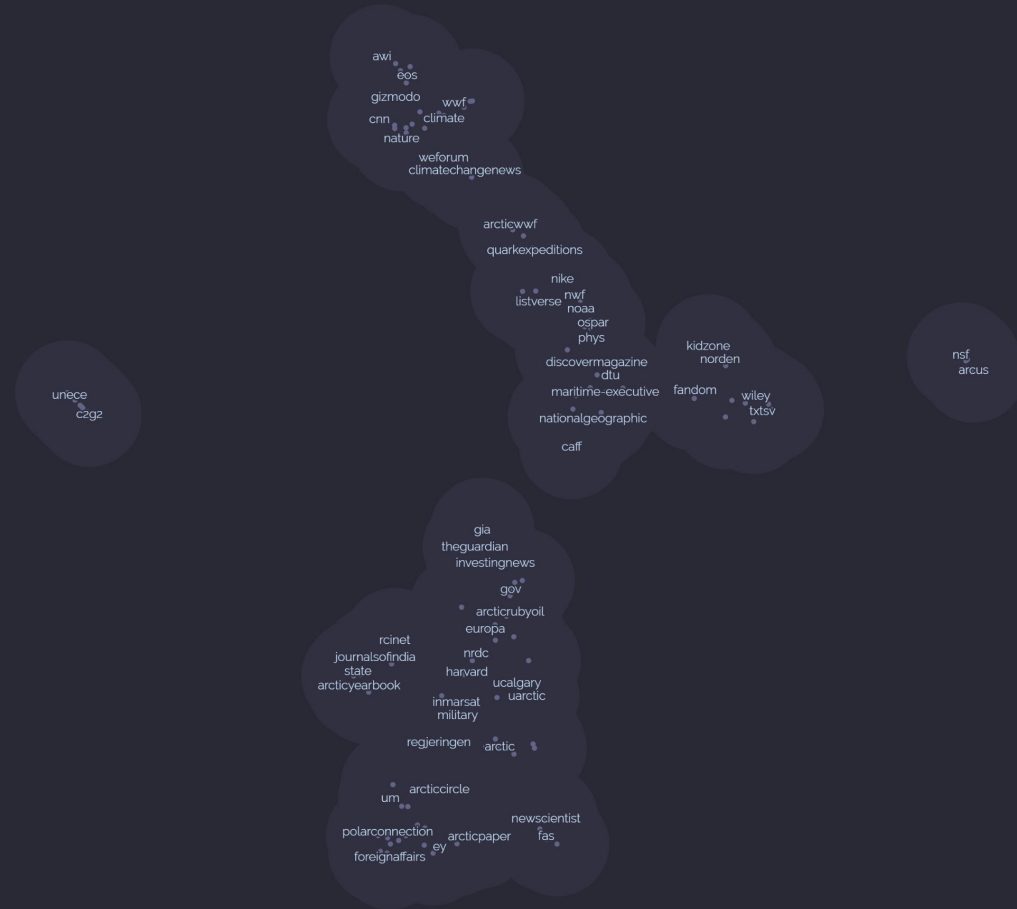 awi
eos
gizmodo
wwf
cnn
climate
nature
weforum
climatechangenews
arcticwwf
quarkexpeditions
nike
nwf
listverse
noaa
ospar
phys
kidzone
nsf
norden
discovermagazine
arcus
dtu
fandom
maritime-executive
unece
wiley
c2g2
txtsv
nationalgeographic
caff
gia
theguardian
investingnews
gov
arcticrubyoil
europa
rcinet
nrdc
journalsofindia
state
harvard
arcticyearbook
ucalgary
uarctic
inmarsat
military
regjeringen
arctic
arcticcircle
um
newscientist
polarconnection
arcticpaper
fas
ey
foreignaffairs